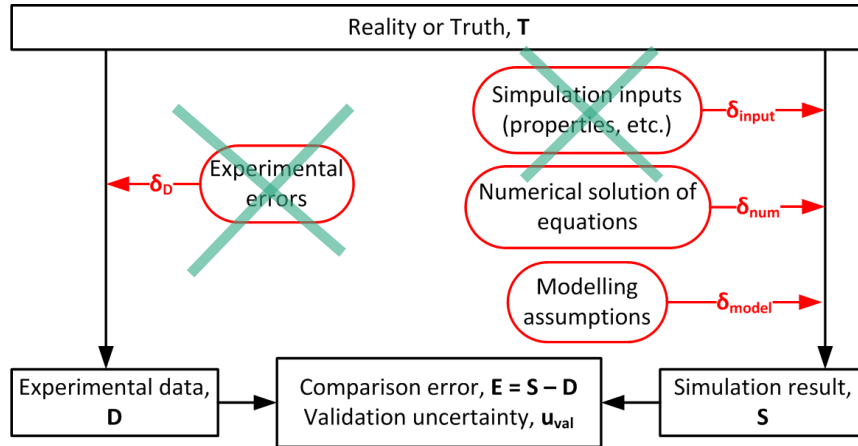 Reality or Truth, T
Simpulation inputs
(properties, etc.)
δinput
Experimental
errors
δD
Numerical solution of
equations
δnum
Modelling
assumptions
δmodel
Experimental data,
D
Comparison error, E = S – D
Validation uncertainty, uval
Simulation result,
S